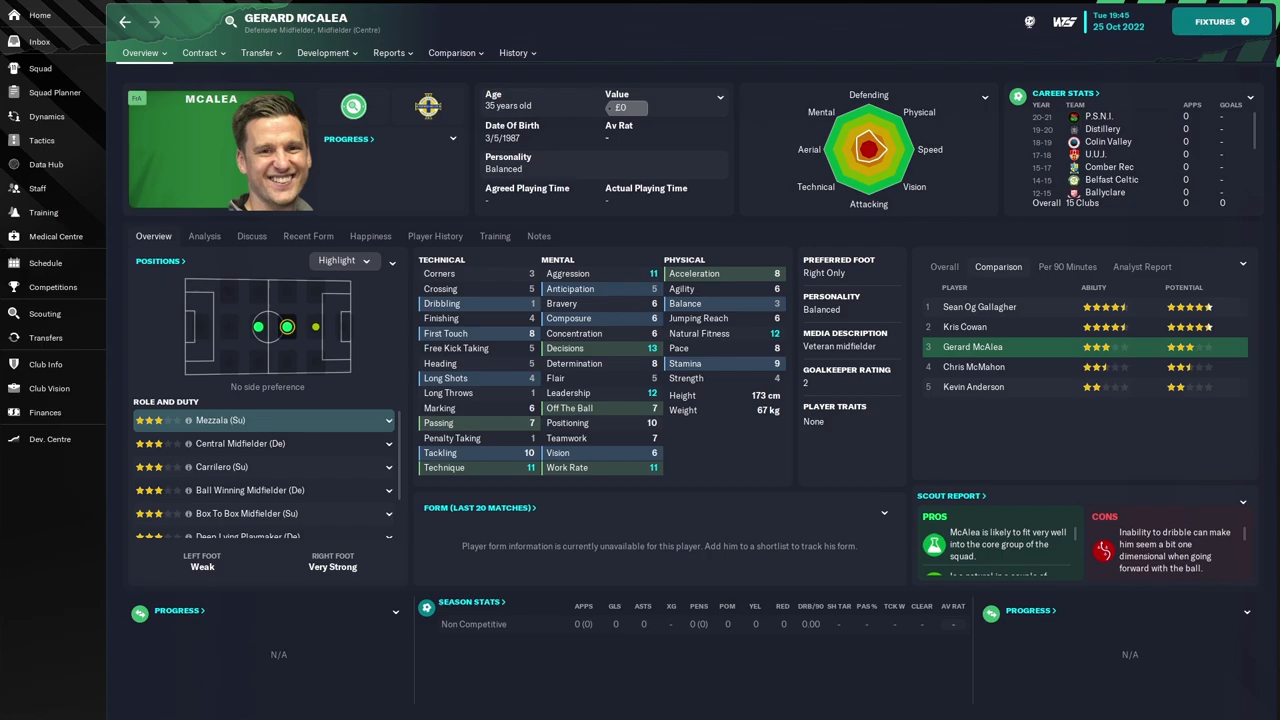 Home
Inbox
Squad
Squad Planner
Dynamics
Tactics
Data Hub
Staff
Training
Medical Centre
Schedule
Competitions
Scouting
Transfers
Club Info
Club Vision
Finances
Dev. Centre
GERARD MCALEA
Defensive Midfielder, Midfielder (Centre)
Tue 19:45
25 Oct 2022
FIXTURES
Overview Contract Transfer Development Reports Comparison History
FrA
MCALEA
PROGRESS >
Age Value
35 years old £0
Date Of Birth Av Rat
3/5/1987 -
Personality
Balanced
Agreed Playing Time Actual Playing Time
- -
Defending
Mental Physical
Aerial Speed
Technical Vision
Attacking
CAREER STATS >
YEAR TEAM APPS GOALS
20-21 P.S.N.I. 0 -
19-20 Distillery 0 -
18-19 Colin Valley 0 -
17-18 U.U.J. 0 -
15-17 Comber Rec 0 -
14-15 Belfast Celtic 0 -
12-15 Ballyclare 0 -
Overall 15 Clubs 0 0
Overview Analysis Discuss Recent Form Happiness Player History Training Notes
POSITIONS >
Highlight
No side preference
ROLE AND DUTY
Mezzala (Su)
Central Midfielder (De)
Carrilero (Su)
Ball Winning Midfielder (De)
Box To Box Midfielder (Su)
Deep Lying Playmaker (De)
LEFT FOOT RIGHT FOOT
Weak Very Strong
TECHNICAL
Corners 3
Crossing 5
Dribbling 1
Finishing 4
First Touch 8
Free Kick Taking 5
Heading 5
Long Shots 4
Long Throws 1
Marking 6
Passing 7
Penalty Taking 1
Tackling 10
Technique 11
MENTAL
Aggression 11
Anticipation 5
Bravery 6
Composure 6
Concentration 6
Decisions 13
Determination 8
Flair 5
Leadership 12
Off The Ball 7
Positioning 10
Teamwork 7
Vision 6
Work Rate 11
PHYSICAL
Acceleration 8
Agility 6
Balance 3
Jumping Reach 6
Natural Fitness 12
Pace 8
Stamina 9
Strength 4
Height 173 cm
Weight 67 kg
PREFERRED FOOT
Right Only
PERSONALITY
Balanced
MEDIA DESCRIPTION
Veteran midfielder
GOALKEEPER RATING
2
PLAYER TRAITS
None
Overall Comparison Per 90 Minutes Analyst Report
PLAYER ABILITY POTENTIAL
1 Sean Og Gallagher
2 Kris Cowan
3 Gerard McAlea
4 Chris McMahon
5 Kevin Anderson
FORM (LAST 20 MATCHES) >
Player form information is currently unavailable for this player. Add him to a shortlist to track his form.
SCOUT REPORT >
PROS
McAlea is likely to fit very well
into the core group of the
squad.
Is a natural in a couple of
CONS
Inability to dribble can make
him seem a bit one
dimensional when going
forward with the ball.
PROGRESS >
N/A
SEASON STATS > APPS GLS ASTS XG PENS POM YEL RED DRB/90 SH TAR PAS % TCK W CLEAR AV RAT
Non Competitive 0 (0) 0 0 - 0 (0) 0 0 0 0.00 - - - - -
PROGRESS >
N/A